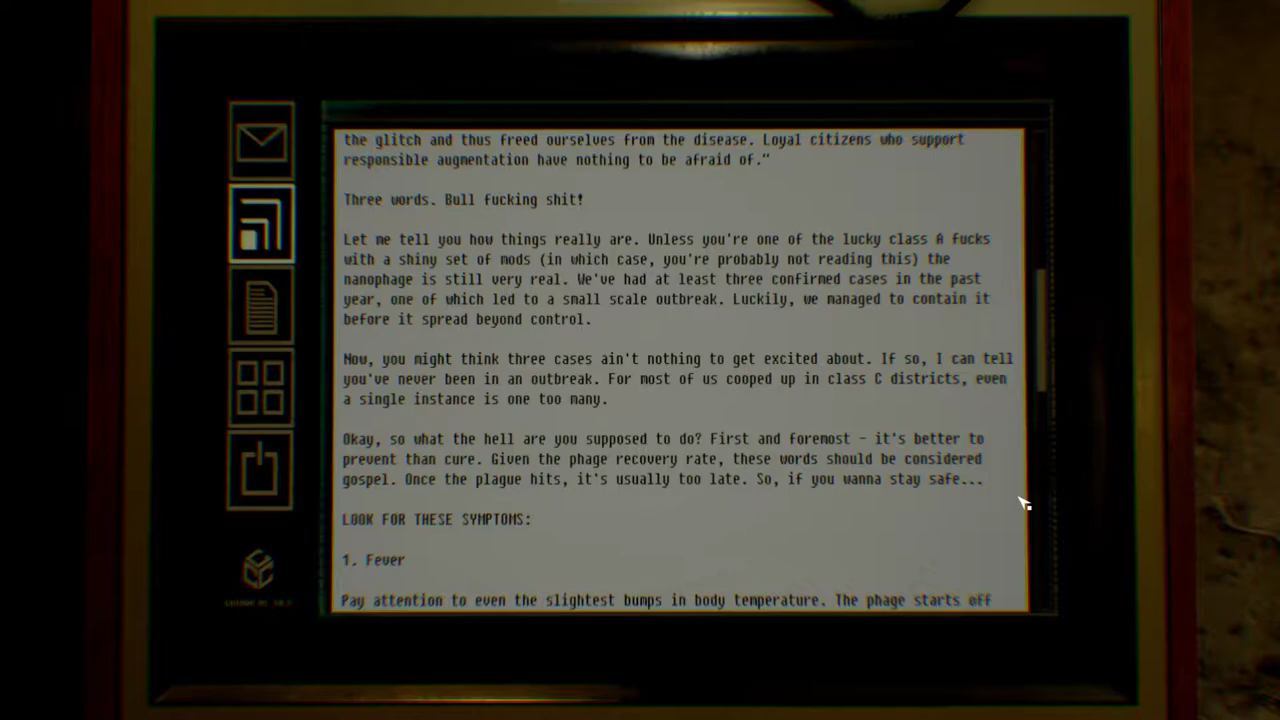 the glitch and thus freed ourselves from the disease. Loyal citizens who support
responsible augmentation have nothing to be afraid of."
Three words. Bull fucking shit!
Let me tell you how things really are. Unless you're one of the lucky class A fucks
with a shiny set of mods (in which case, you're probably not reading this) the
nanophage is still very real. We've had at least three confirmed cases in the past
year, one of which led to a small scale outbreak. Luckily, we managed to contain it
before it spread beyond control.
Now, you might think three cases ain't nothing to get excited about. If so, I can tell
you've never been in an outbreak. For most of us cooped up in class C districts, even
a single instance is one too many.
Okay, so what the hell are you supposed to do? First and foremost - it's better to
prevent than cure. Given the phage recovery rate, these words should be considered
gospel. Once the plague hits, it's usually too late. So, if you wanna stay safe...
LOOK FOR THESE SYMPTOMS:
1. Fever
Pay attention to even the slightest bumps in body temperature. The phage starts off